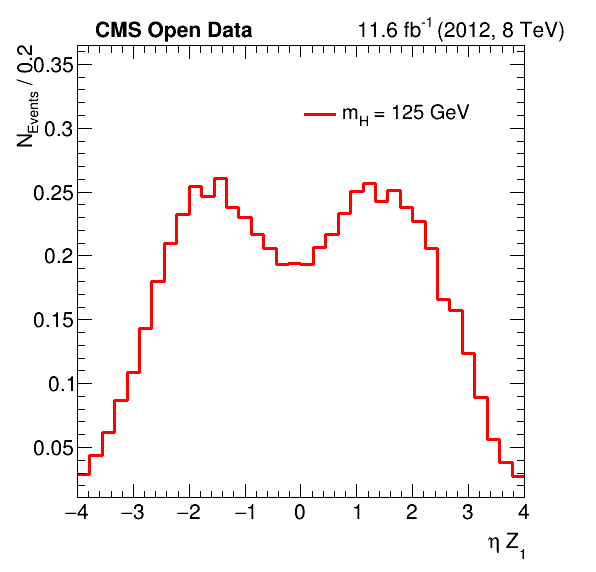 CMS Open Data
11.6 fb⁻¹ (2012, 8 TeV)
N_Events / 0.2
0.35
0.3
0.25
0.2
0.15
0.1
0.05
m_H = 125 GeV
−4 −3 −2 −1 0 1 2 3 4
η Z₁